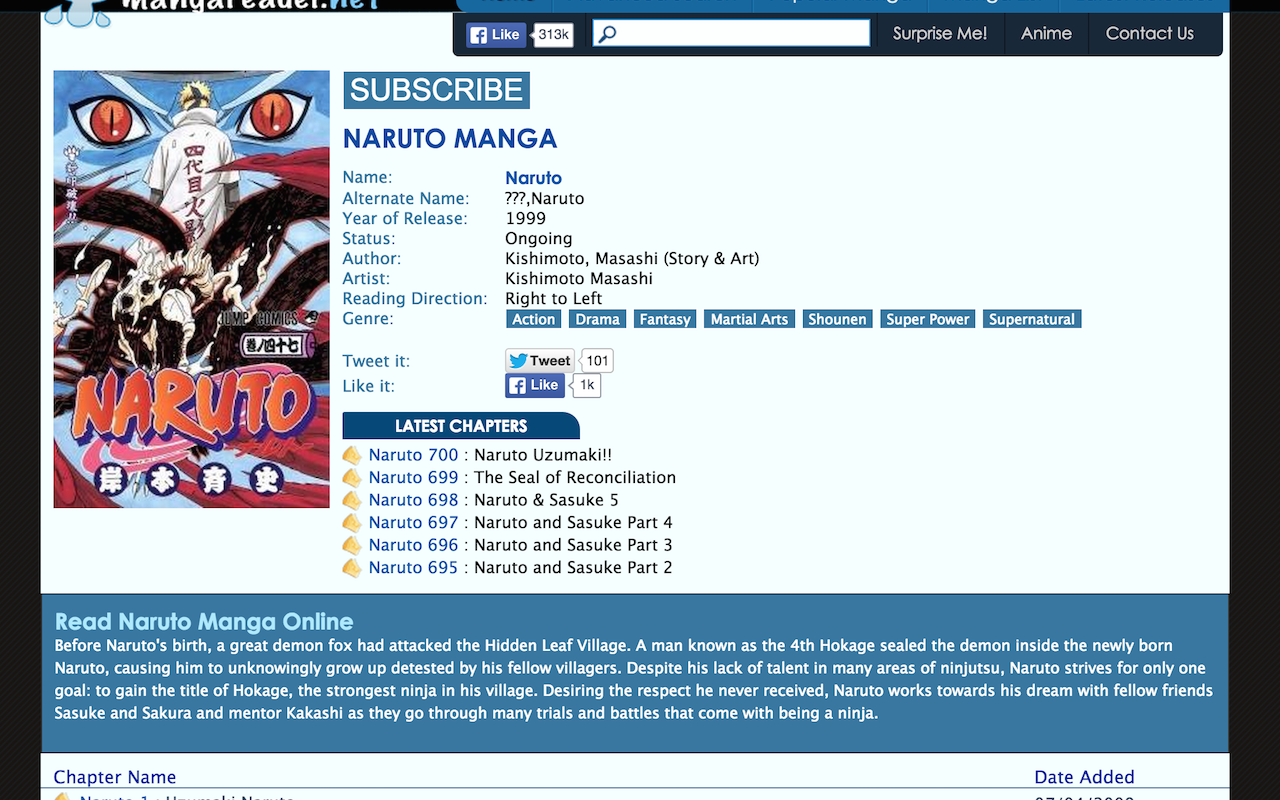 mangareader.net
Like 313k
Surprise Me! Anime Contact Us
四代目火影
JUMP COMICS
巻ノ四十七
NARUTO
ナルト
岸本斉史
SUBSCRIBE
NARUTO MANGA
Name: Naruto
Alternate Name: ???,Naruto
Year of Release: 1999
Status: Ongoing
Author: Kishimoto, Masashi (Story & Art)
Artist: Kishimoto Masashi
Reading Direction: Right to Left
Genre: Action Drama Fantasy Martial Arts Shounen Super Power Supernatural
Tweet it: Tweet 101
Like it: Like 1k
LATEST CHAPTERS
Naruto 700 : Naruto Uzumaki!!
Naruto 699 : The Seal of Reconciliation
Naruto 698 : Naruto & Sasuke 5
Naruto 697 : Naruto and Sasuke Part 4
Naruto 696 : Naruto and Sasuke Part 3
Naruto 695 : Naruto and Sasuke Part 2
Read Naruto Manga Online
Before Naruto's birth, a great demon fox had attacked the Hidden Leaf Village. A man known as the 4th Hokage sealed the demon inside the newly born
Naruto, causing him to unknowingly grow up detested by his fellow villagers. Despite his lack of talent in many areas of ninjutsu, Naruto strives for only one
goal: to gain the title of Hokage, the strongest ninja in his village. Desiring the respect he never received, Naruto works towards his dream with fellow friends
Sasuke and Sakura and mentor Kakashi as they go through many trials and battles that come with being a ninja.
Chapter Name Date Added
Naruto 1 : Uzumaki Naruto